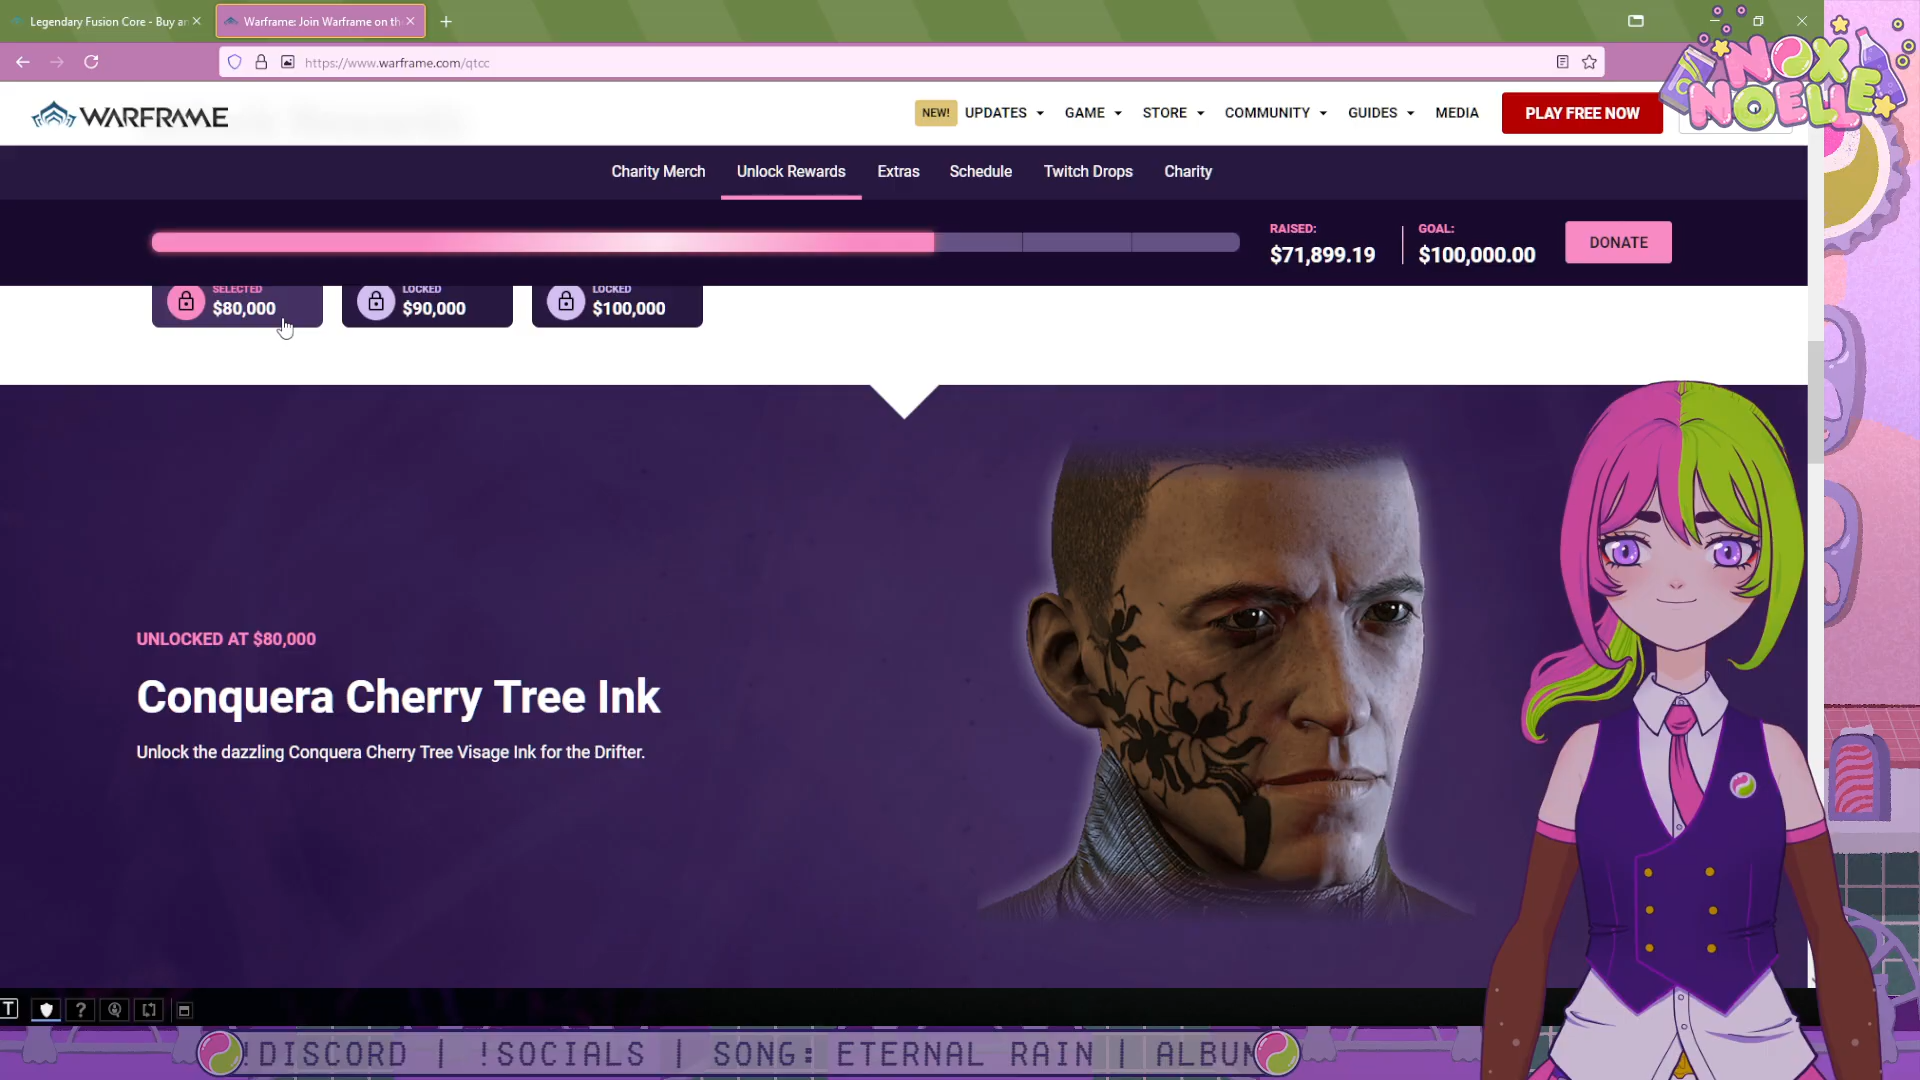 Legendary Fusion Core - Buy a
Warframe: Join Warframe on th
https://www.warframe.com/qtcc
NOX
NOELLE
WARFRAME
NEW! UPDATES GAME STORE COMMUNITY GUIDES MEDIA PLAY FREE NOW
Charity Merch Unlock Rewards Extras Schedule Twitch Drops Charity
RAISED: GOAL:
$71,899.19 $100,000.00 DONATE
SELECTED LOCKED LOCKED
$80,000 $90,000 $100,000
UNLOCKED AT $80,000
Conquera Cherry Tree Ink
Unlock the dazzling Conquera Cherry Tree Visage Ink for the Drifter.
T
!DISCORD | !SOCIALS | SONG: ETERNAL RAIN | ALBUM